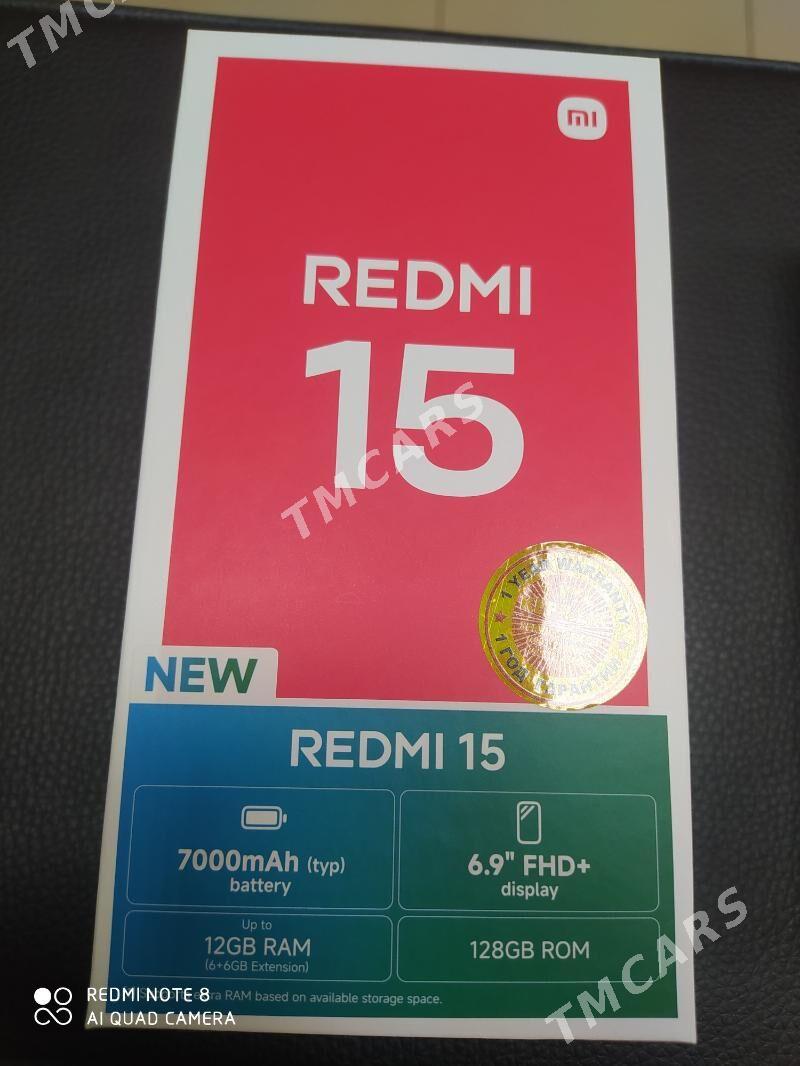 TMCARS
mi
REDMI
15
TMCARS
1 YEAR WARRANTY
1 ГОД ГАРАНТИИ
NEW
REDMI 15
7000mAh (typ)
battery
6.9" FHD+
display
Up to
12GB RAM
(6+6GB Extension)
128GB ROM
extra RAM based on available storage space.
REDMI NOTE 8
AI QUAD CAMERA
TMCARS